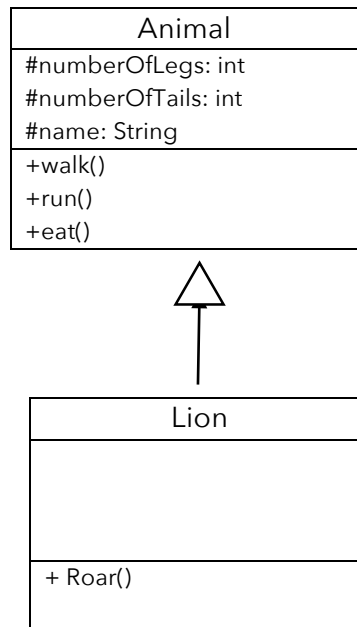 Animal
#numberOfLegs: int
#numberOfTails: int
#name: String
+walk()
+run()
+eat()
Lion
+ Roar()